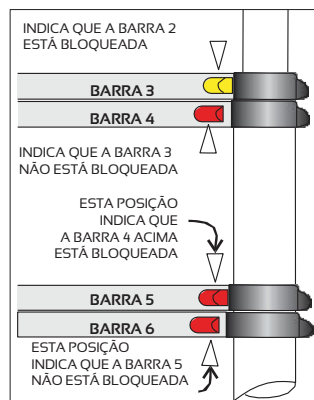 INDICA QUE A BARRA 2
ESTÁ BLOQUEADA
BARRA 3
BARRA 4
INDICA QUE A BARRA 3
NÃO ESTÁ BLOQUEADA
ESTA POSIÇÃO
INDICA QUE
A BARRA 4 ACIMA
ESTÁ BLOQUEADA
BARRA 5
BARRA 6
ESTA POSIÇÃO
INDICA QUE A BARRA 5
NÃO ESTÁ BLOQUEADA